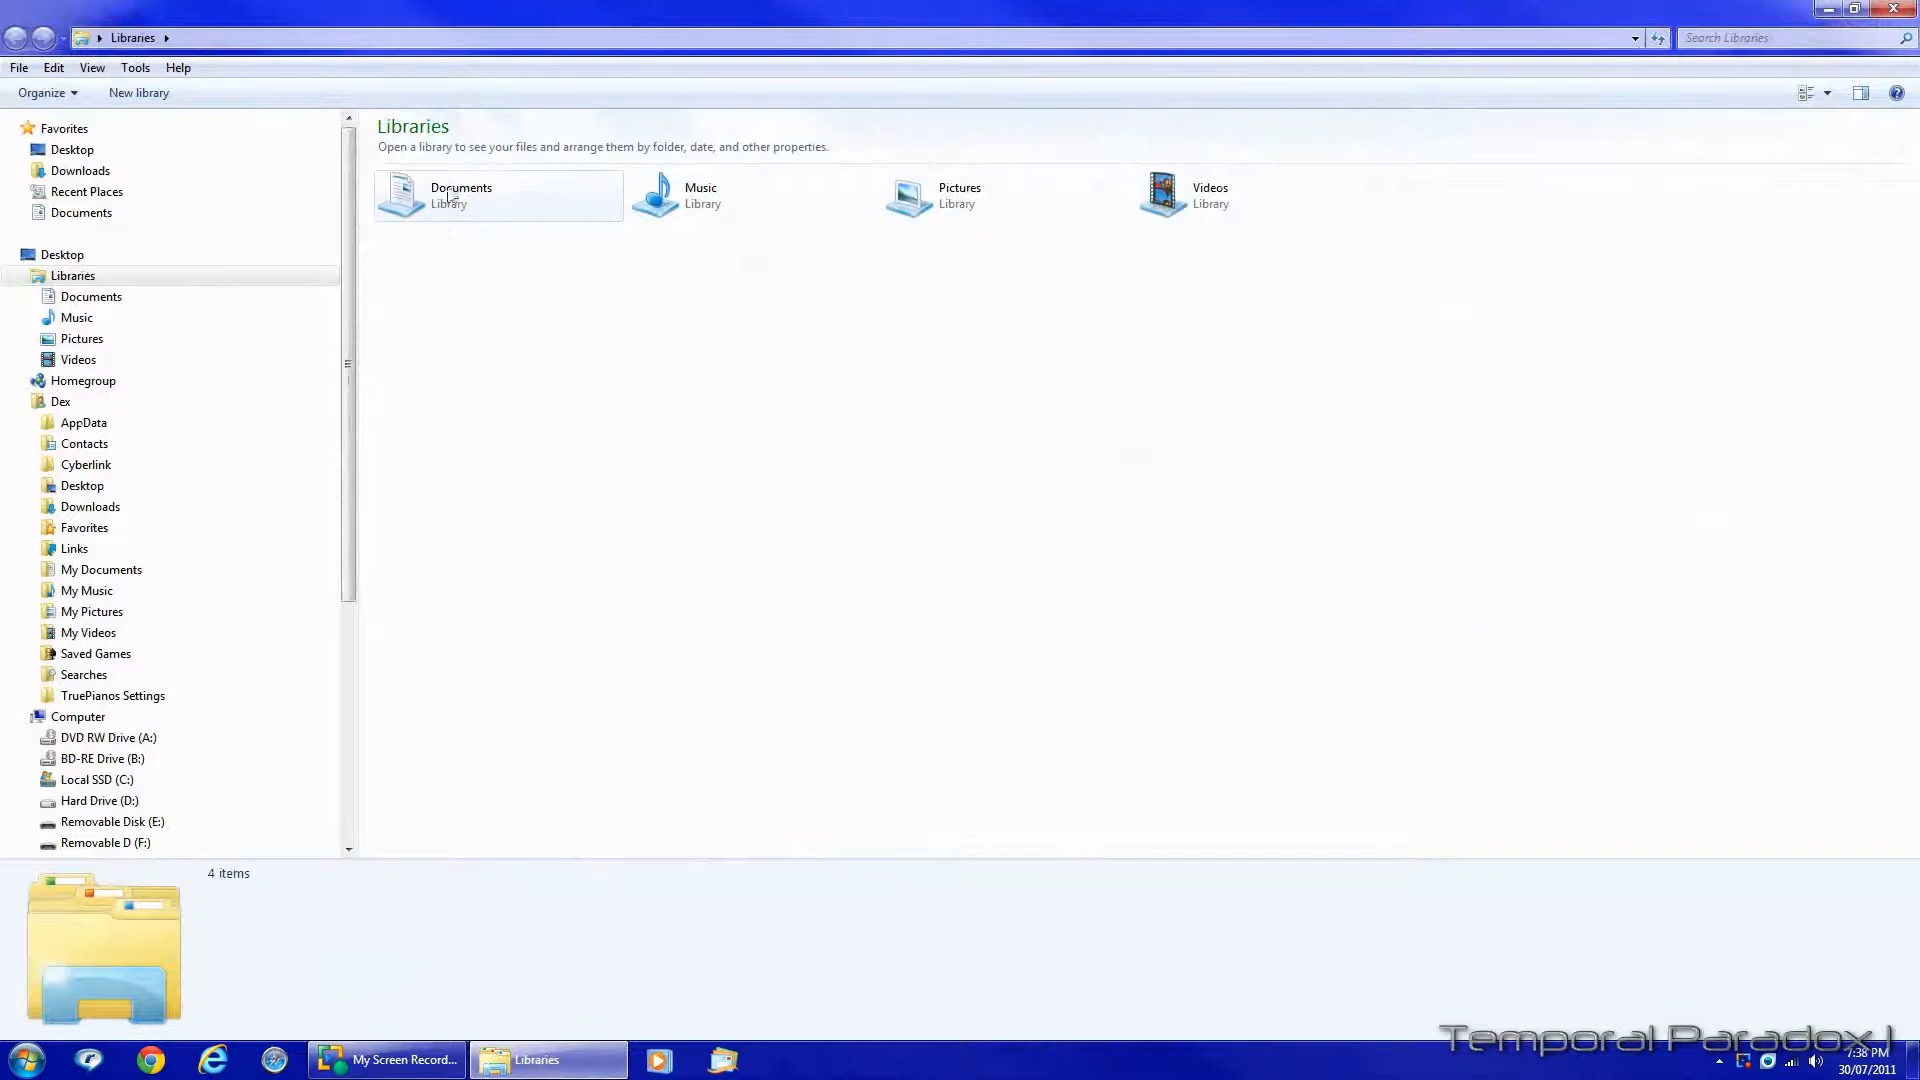 Libraries
Search Libraries
File Edit View Tools Help
Organize New library
Favorites
Desktop
Downloads
Recent Places
Documents
Desktop
Libraries
Documents
Music
Pictures
Videos
Homegroup
Dex
AppData
Contacts
Cyberlink
Desktop
Downloads
Favorites
Links
My Documents
My Music
My Pictures
My Videos
Saved Games
Searches
TruePianos Settings
Computer
DVD RW Drive (A:)
BD-RE Drive (B:)
Local SSD (C:)
Hard Drive (D:)
Removable Disk (E:)
Removable D (F:)
Libraries
Open a library to see your files and arrange them by folder, date, and other properties.
Documents
Library
Music
Library
Pictures
Library
Videos
Library
4 items
Temporal Paradox I
My Screen Record...
Libraries
7:38 PM
30/07/2011